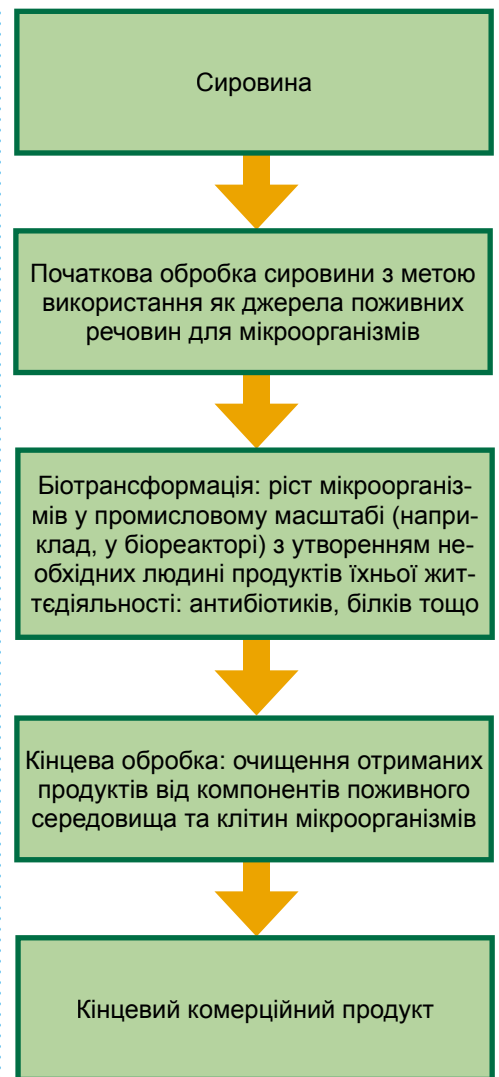 Сировина
Початкова обробка сировини з метою
використання як джерела поживних
речовин для мікроорганізмів
Біотрансформація: ріст мікроорганіз-
мів у промисловому масштабі (напри-
клад, у біореакторі) з утворенням не-
обхідних людині продуктів їхньої жит-
тєдіяльності: антибіотиків, білків тощо
Кінцева обробка: очищення отриманих
продуктів від компонентів поживного
середовища та клітин мікроорганізмів
Кінцевий комерційний продукт